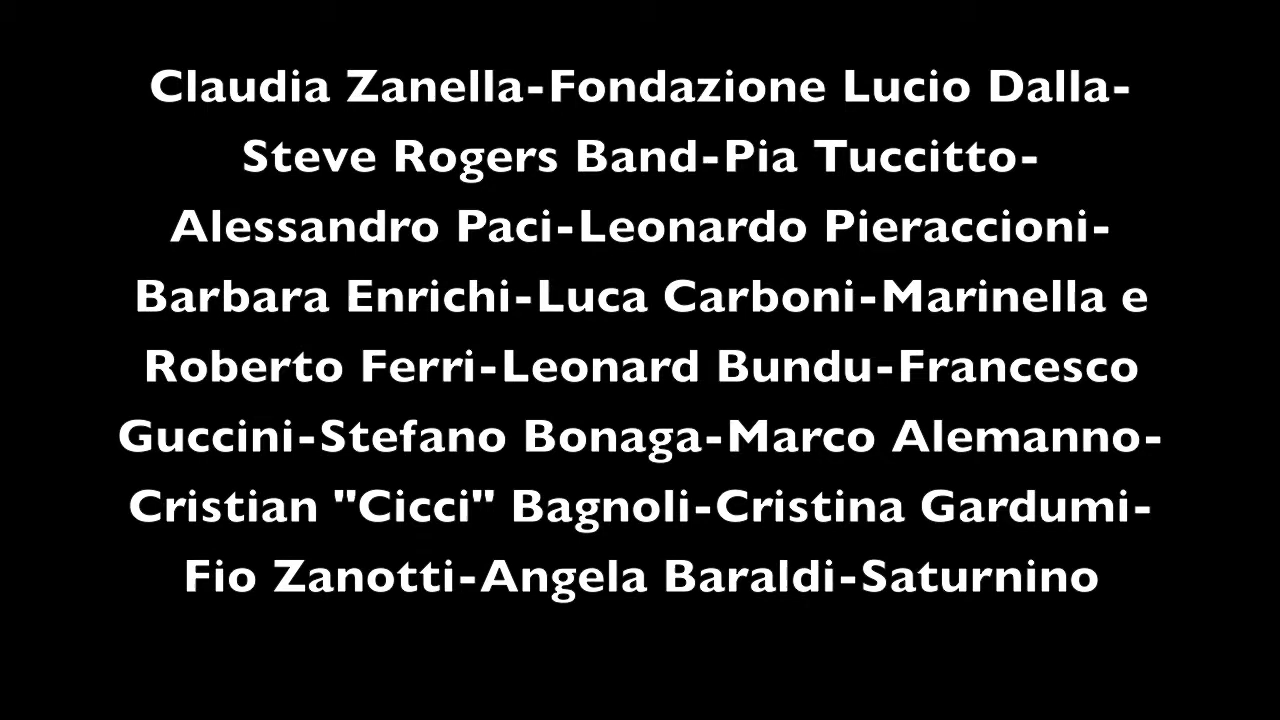 Claudia Zanella-Fondazione Lucio Dalla-
Steve Rogers Band-Pia Tuccitto-
Alessandro Paci-Leonardo Pieraccioni-
Barbara Enrichi-Luca Carboni-Marinella e
Roberto Ferri-Leonard Bundu-Francesco
Guccini-Stefano Bonaga-Marco Alemanno-
Cristian "Cicci" Bagnoli-Cristina Gardumi-
Fio Zanotti-Angela Baraldi-Saturnino